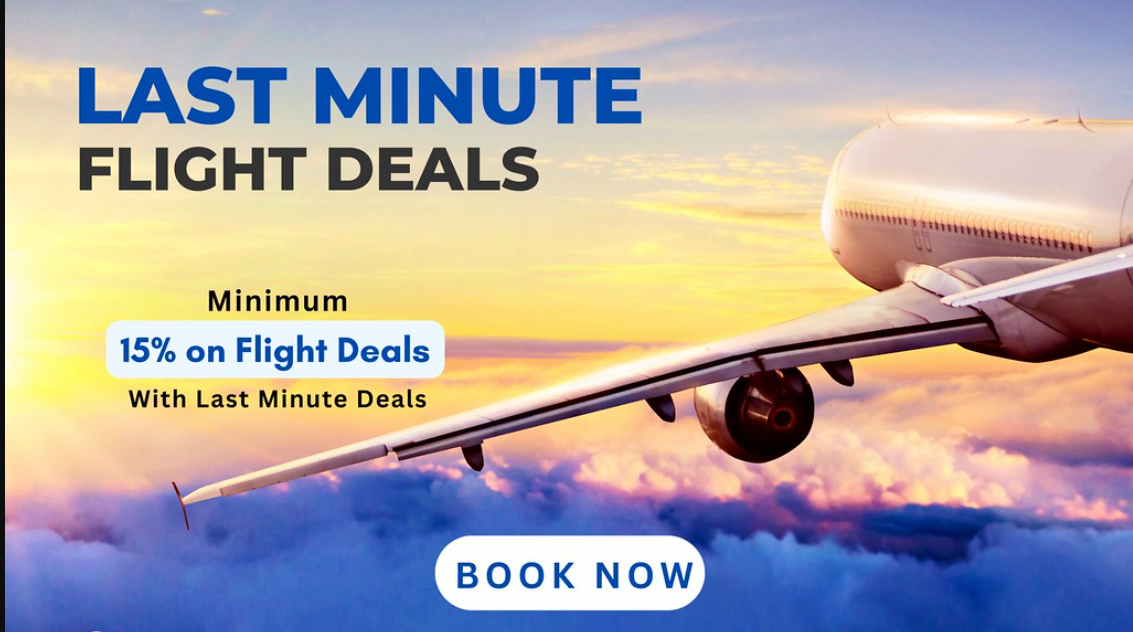 LAST MINUTE
FLIGHT DEALS
Minimum
15% on Flight Deals
With Last Minute Deals
BOOK NOW